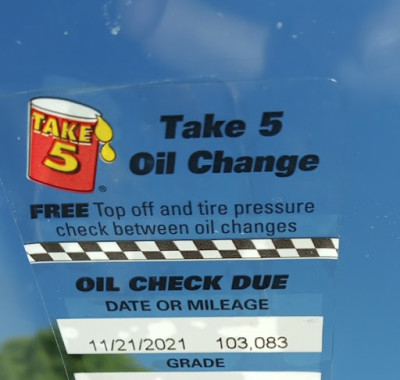 TAKE
5
®
Take 5
Oil Change
FREE Top off and tire pressure
check between oil changes
OIL CHECK DUE
DATE OR MILEAGE
11/21/2021 103,083
GRADE